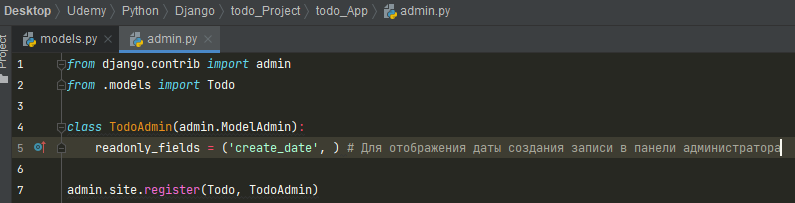 Desktop Udemy Python Django todo_Project todo_App admin.py
Project
models.py admin.py
1 from django.contrib import admin
2 from .models import Todo
3
4 class TodoAdmin(admin.ModelAdmin):
5 readonly_fields = ('create_date', ) # Для отображения даты создания записи в панели администратора
6
7 admin.site.register(Todo, TodoAdmin)